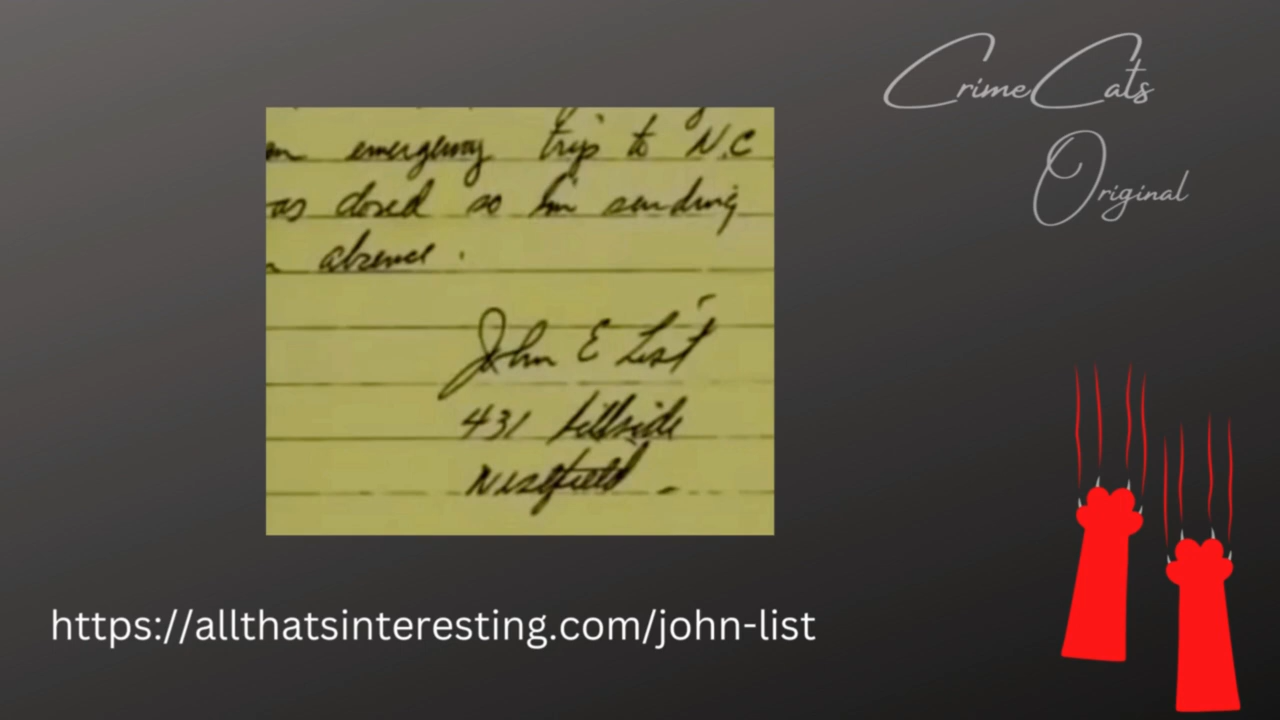 CrimeCats
Original
emergency trip to N.C
as closed so I'm sending
absence.
John E List
431 Hillside
Westfield
https://allthatsinteresting.com/john-list